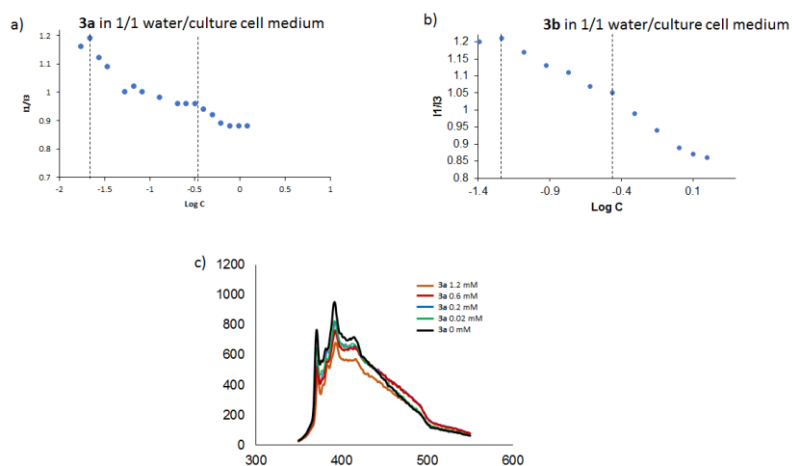 a)
3a in 1/1 water/culture cell medium
1.2
1.1
1
0.9
0.8
0.7
-2
-1.5
-1
-0.5
0
0.5
1
I1/I3
Log C
b)
3b in 1/1 water/culture cell medium
1.2
1.15
1.1
1.05
1
0.95
0.9
0.85
0.8
-1.4
-0.9
-0.4
0.1
I1/I3
Log C
c)
1200
1000
800
600
400
200
0
300
400
500
600
3a 1.2 mM
3a 0.6 mM
3a 0.2 mM
3a 0.02 mM
3a 0 mM